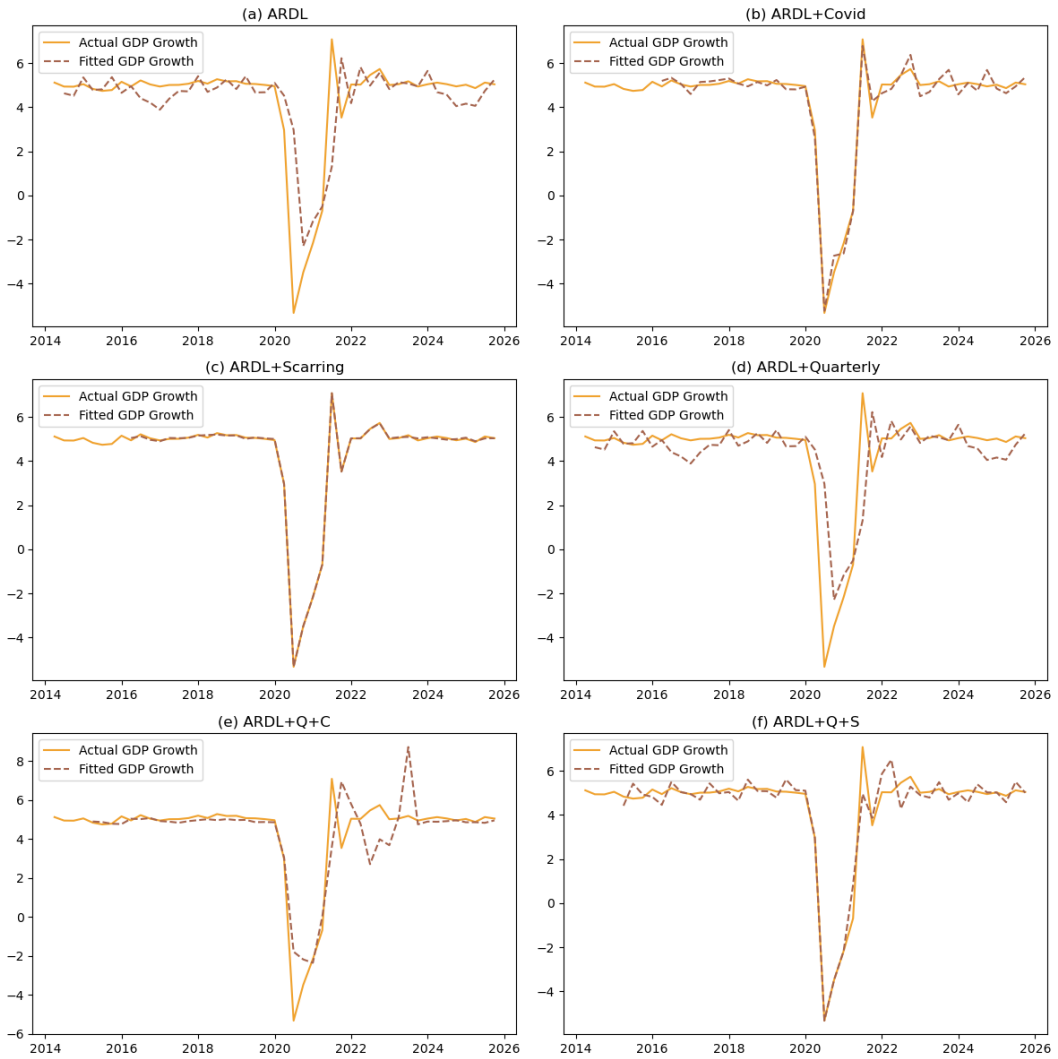 (a) ARDL
Actual GDP Growth
Fitted GDP Growth
6
4
2
0
−2
−4
2014 2016 2018 2020 2022 2024 2026
(b) ARDL+Covid
Actual GDP Growth
Fitted GDP Growth
6
4
2
0
−2
−4
2014 2016 2018 2020 2022 2024 2026
(c) ARDL+Scarring
Actual GDP Growth
Fitted GDP Growth
6
4
2
0
−2
−4
2014 2016 2018 2020 2022 2024 2026
(d) ARDL+Quarterly
Actual GDP Growth
Fitted GDP Growth
6
4
2
0
−2
−4
2014 2016 2018 2020 2022 2024 2026
(e) ARDL+Q+C
Actual GDP Growth
Fitted GDP Growth
8
6
4
2
0
−2
−4
−6
2014 2016 2018 2020 2022 2024 2026
(f) ARDL+Q+S
Actual GDP Growth
Fitted GDP Growth
6
4
2
0
−2
−4
2014 2016 2018 2020 2022 2024 2026